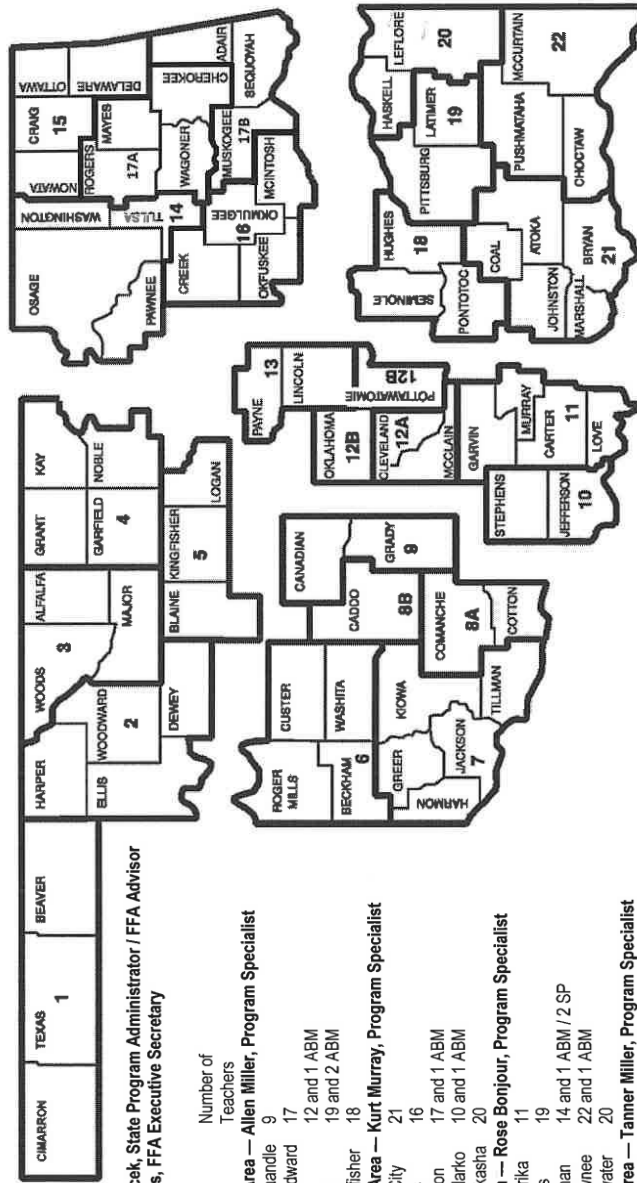 CIMARRON
TEXAS
BEAVER
1
HARPER
WOODS
ALFALFA
GRANT
KAY
3
ELLIS
WOODWARD
2
MAJOR
GARFIELD
4
NOBLE
DEWEY
BLAINE
KINGFISHER
5
LOGAN
OSAGE
WASHINGTON
NOWATA
CRAIG
15
OTTAWA
DELAWARE
PAWNEE
TULSA
14
ROGERS
17A
MAYES
CREEK
WAGONER
CHEROKEE
ADAIR
OKMULGEE
16
MUSKOGEE
17B
SEQUOYAH
OKFUSKEE
MCINTOSH
ROGER
MILLS
CUSTER
BECKHAM
6
WASHITA
GREER
KIOWA
HARMON
JACKSON
7
TILLMAN
CANADIAN
CADDO
8B
GRADY
9
COMANCHE
8A
COTTON
PAYNE
13
LINCOLN
OKLAHOMA
12B
POTTAWATOMIE
12B
CLEVELAND
12A
MCCLAIN
GARVIN
STEPHENS
MURRAY
CARTER
11
JEFFERSON
10
LOVE
SEMINOLE
HUGHES
18
PONTOTOC
PITTSBURG
HASKELL
LEFLORE
20
LATIMER
19
COAL
ATOKA
PUSHMATAHA
MCCURTAIN
22
JOHNSTON
MARSHALL
BRYAN
21
CHOCTAW
cek, State Program Administrator / FFA Advisor
s, FFA Executive Secretary
Number of
Teachers
Area — Allen Miller, Program Specialist
handle 9
dward 17
12 and 1 ABM
19 and 2 ABM
fisher 18
Area — Kurt Murray, Program Specialist
City 21
16
on 17 and 1 ABM
darko 10 and 1 ABM
kasha 20
— Rose Bonjour, Program Specialist
rika 11
s 19
man 14 and 1 ABM / 2 SP
wnee 22 and 1 ABM
water 20
rea — Tanner Miller, Program Specialist